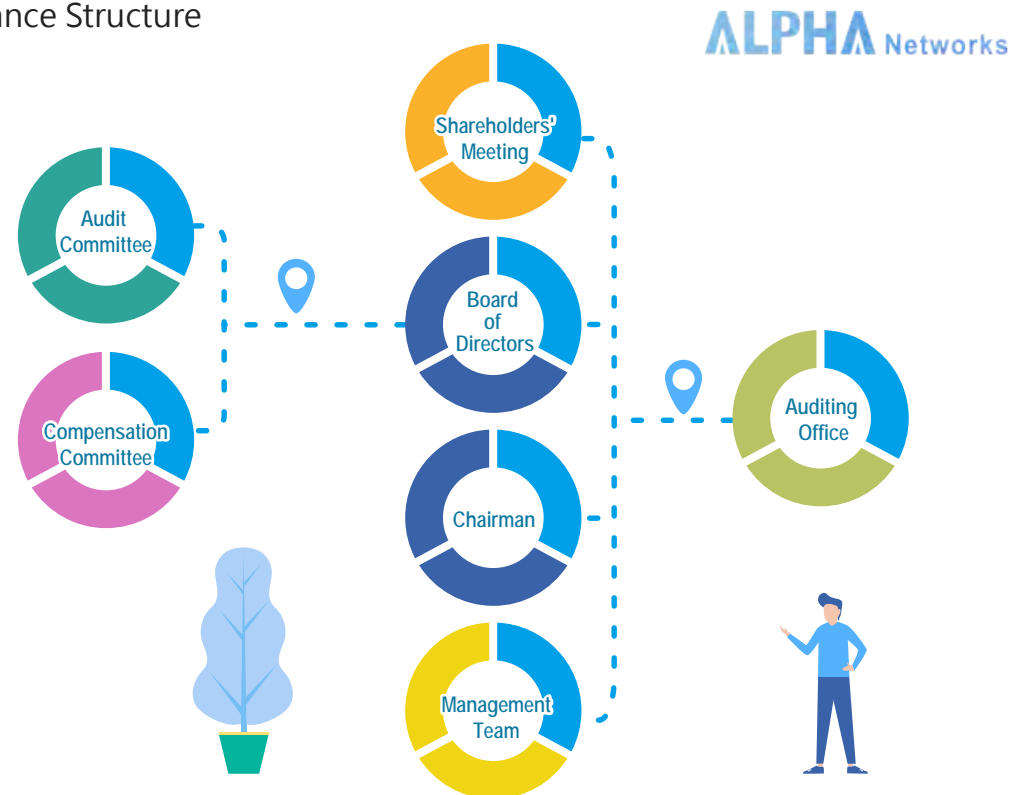 ance Structure
ALPHA Networks
Shareholders'
Meeting
Audit
Committee
Board
of
Directors
Auditing
Office
Compensation
Committee
Chairman
Management
Team